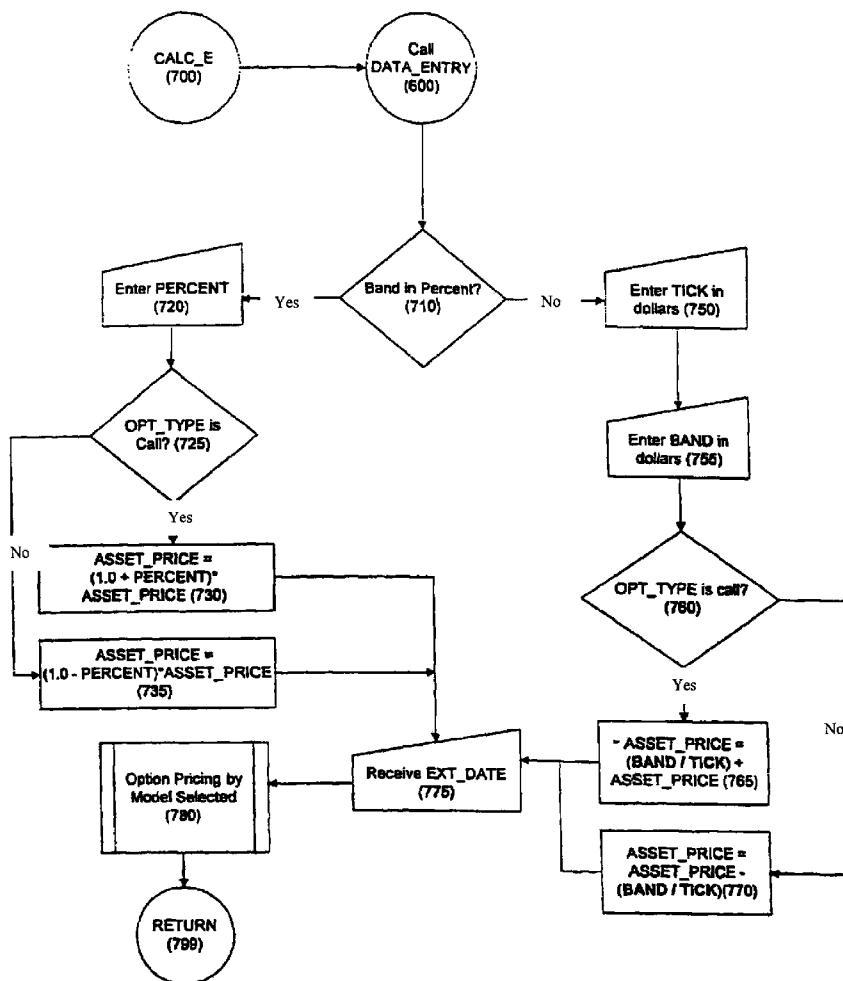 CALC_E
(700)
Call
DATA_ENTRY
(600)
Band in Percent?
(710)
Yes
No
Enter PERCENT
(720)
Enter TICK in
dollars (750)
OPT_TYPE is
Call? (725)
Enter BAND in
dollars (755)
Yes
No
ASSET_PRICE =
(1.0 + PERCENT)*
ASSET_PRICE (730)
OPT_TYPE is call?
(760)
ASSET_PRICE =
(1.0 - PERCENT)*ASSET_PRICE
(735)
Yes
No
ASSET_PRICE =
(BAND / TICK) +
ASSET_PRICE (765)
Receive EXT_DATE
(775)
Option Pricing by
Model Selected
(780)
ASSET_PRICE =
ASSET_PRICE -
(BAND / TICK)(770)
RETURN
(799)